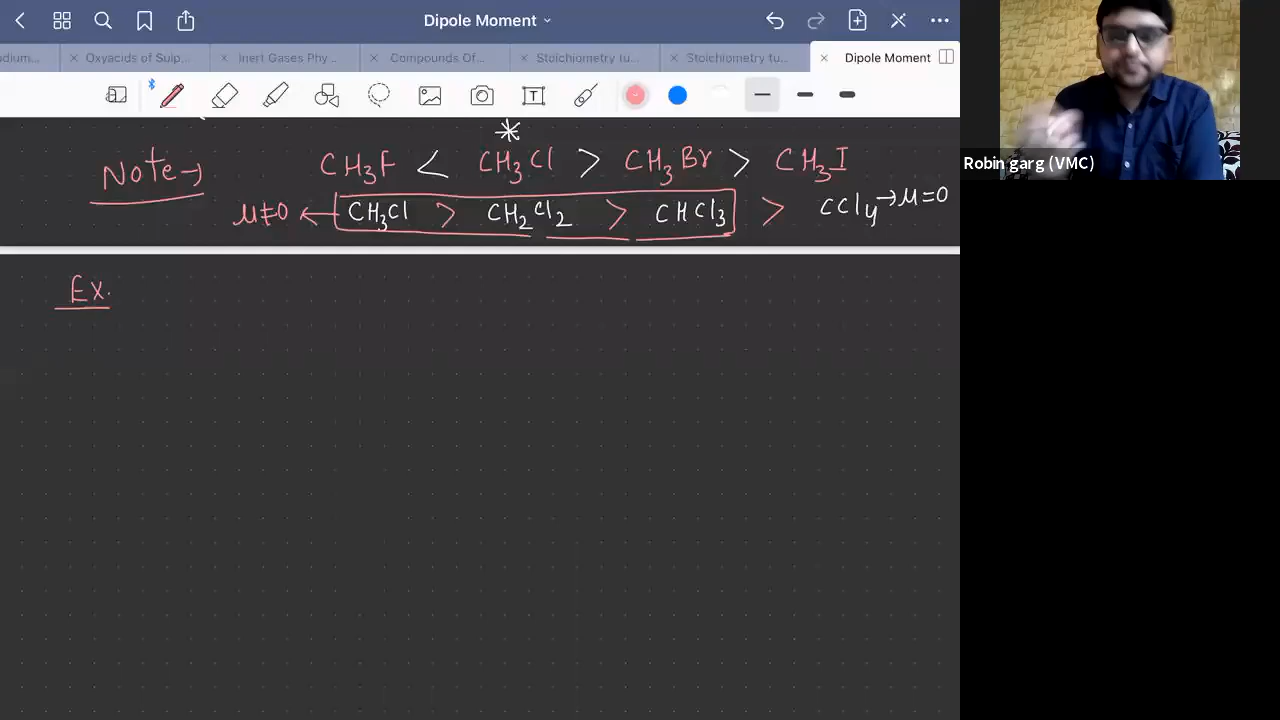 Dipole Moment
odium...
Oxyacids of Sulp...
Inert Gases Phy...
Compounds Of...
Stoichiometry tu...
Stoichiometry tu...
Dipole Moment
T
Robin garg (VMC)
*
Note → CH3F < CH3Cl > CH3Br > CH3I
μ≠0 ← CH3Cl > CH2Cl2 > CHCl3 > CCl4 → μ=0
Ex.